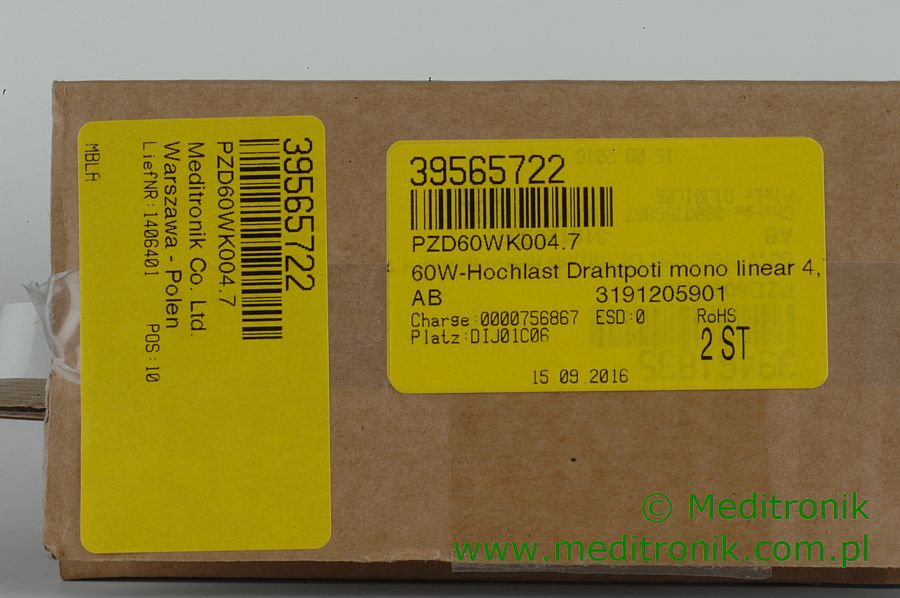 39565722
PZD60WK004.7
Meditronik Co. Ltd.
Warszawa - Polen
LiefNR:1406401 POS:10
MBLA
39565722
PZD60WK004.7
60W-Hochlast Drahtpoti mono linear 4,
AB 3191205901
Charge:0000756867 ESD:0 RoHS
Platz:DIJ01C06 2 ST
15 09 2016
© Meditronik
www.meditronik.com.pl